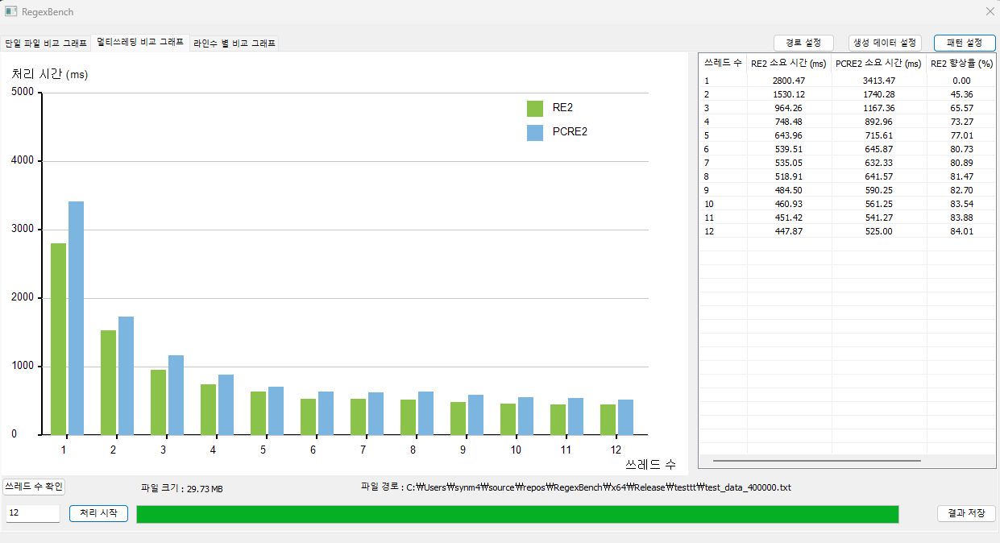 RegexBench
단일 파일 비교 그래프 멀티쓰레딩 비교 그래프 라인수 별 비교 그래프
경로 설정 생성 데이터 설정 패턴 설정
처리 시간 (ms)
5000
4000
3000
2000
1000
0
RE2
PCRE2
1 2 3 4 5 6 7 8 9 10 11 12
쓰레드 수
쓰레드 수 RE2 소요 시간 (ms) PCRE2 소요 시간 (ms) RE2 향상율 (%)
1 2800.47 3413.47 0.00
2 1530.12 1740.28 45.36
3 964.26 1167.36 65.57
4 748.48 892.96 73.27
5 643.96 715.61 77.01
6 539.51 645.87 80.73
7 535.05 632.33 80.89
8 518.91 641.57 81.47
9 484.50 590.25 82.70
10 460.93 561.25 83.54
11 451.42 541.27 83.88
12 447.87 525.00 84.01
쓰레드 수 확인 파일 크기 : 29.73 MB 파일 경로 : C:₩Users₩synm4₩source₩repos₩RegexBench₩x64₩Release₩testtt₩test_data_400000.txt
12 처리 시작 결과 저장